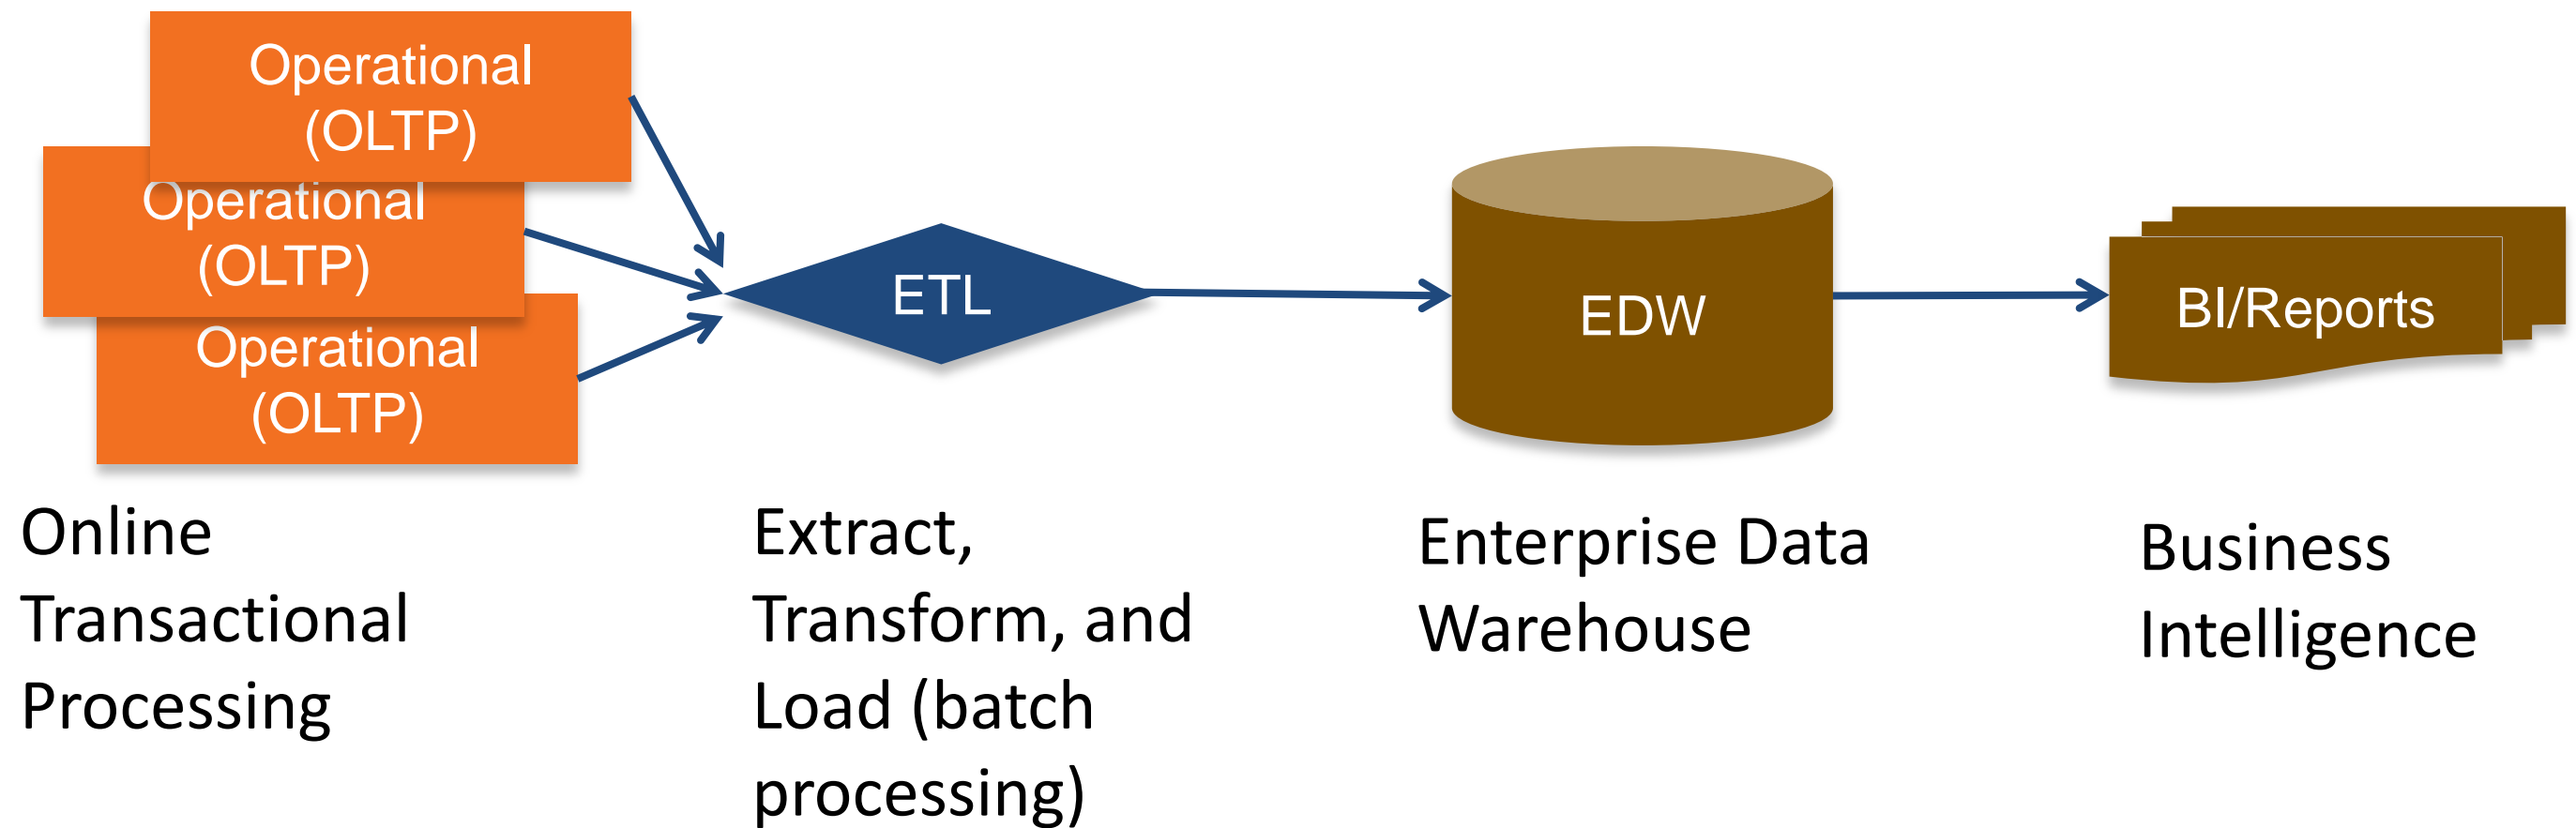 Operational
(OLTP)
Operational
(OLTP)
Operational
(OLTP)
ETL
EDW
BI/Reports
Online
Transactional
Processing
Extract,
Transform, and
Load (batch
processing)
Enterprise Data
Warehouse
Business
Intelligence